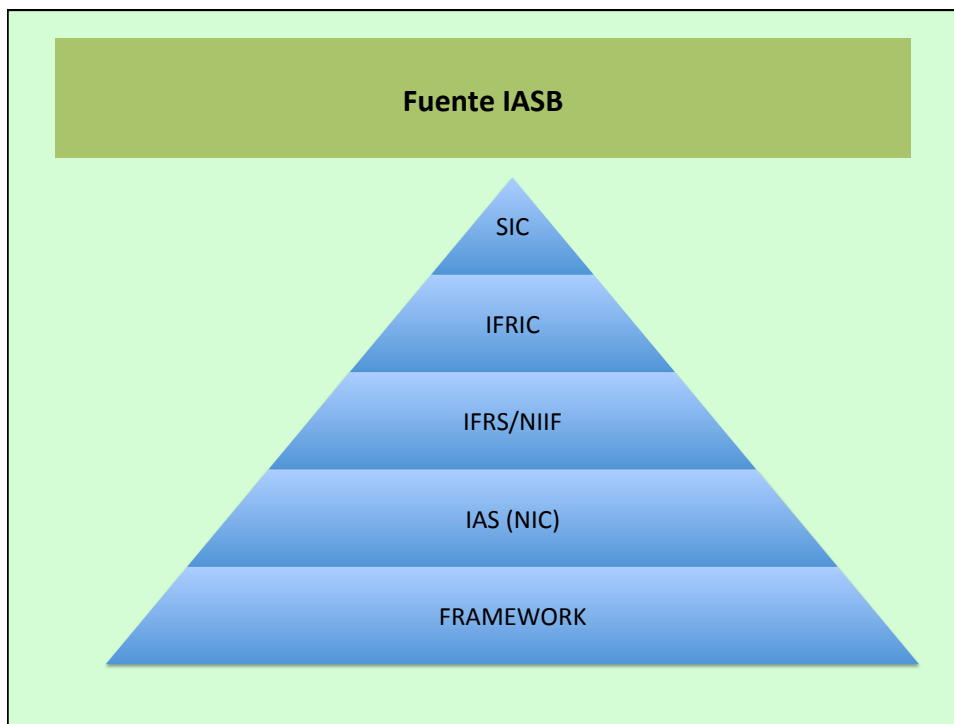 Fuente IASB
SIC
IFRIC
IFRS/NIIF
IAS (NIC)
FRAMEWORK